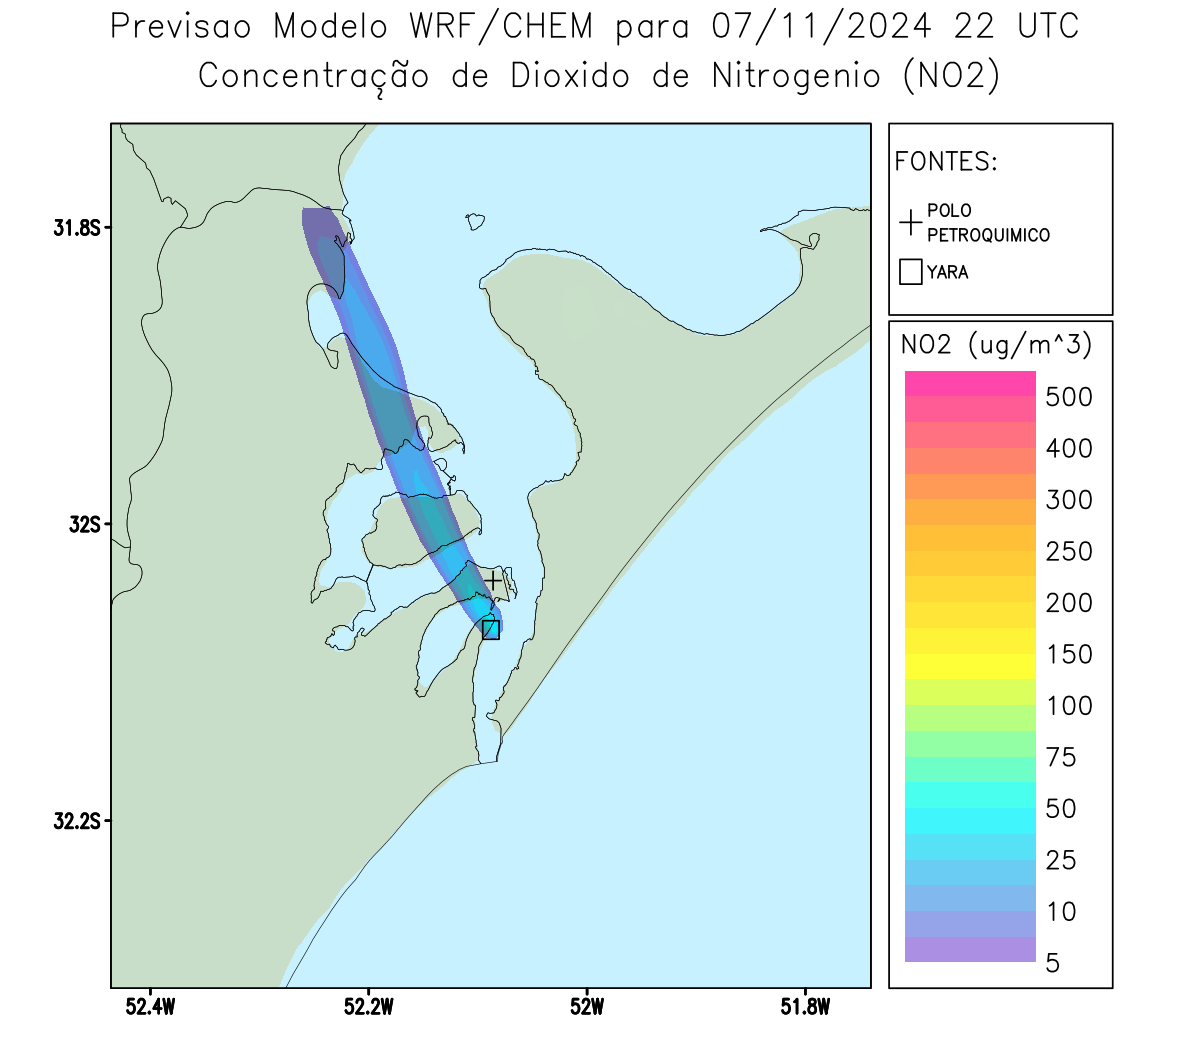 Previsao Modelo WRF/CHEM para 07/11/2024 22 UTC
Concentração de Dioxido de Nitrogenio (NO2)
FONTES:
POLO
PETROQUIMICO
YARA
NO2 (ug/m^3)
500
400
300
250
200
150
100
75
50
25
10
5
31.8S
32S
32.2S
52.4W
52.2W
52W
51.8W